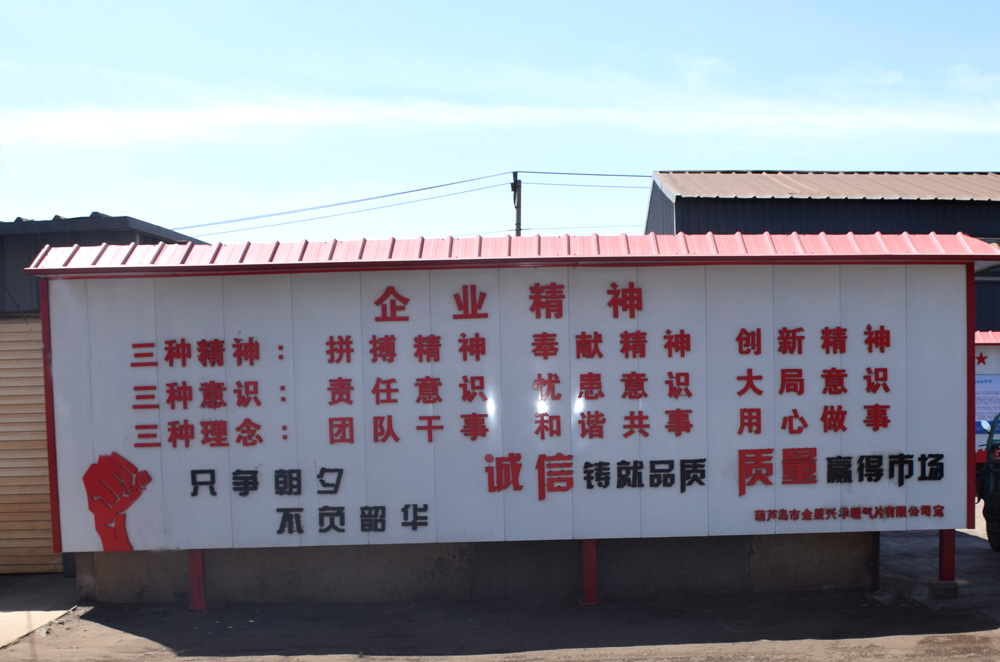 企业精神
三种精神：拼搏精神 奉献精神 创新精神
三种意识：责任意识 忧患意识 大局意识
三种理念：团队干事 和谐共事 用心做事
只争朝夕 诚信铸就品质 质量赢得市场
不负韶华
葫芦岛市金星兴华暖气片有限公司宣